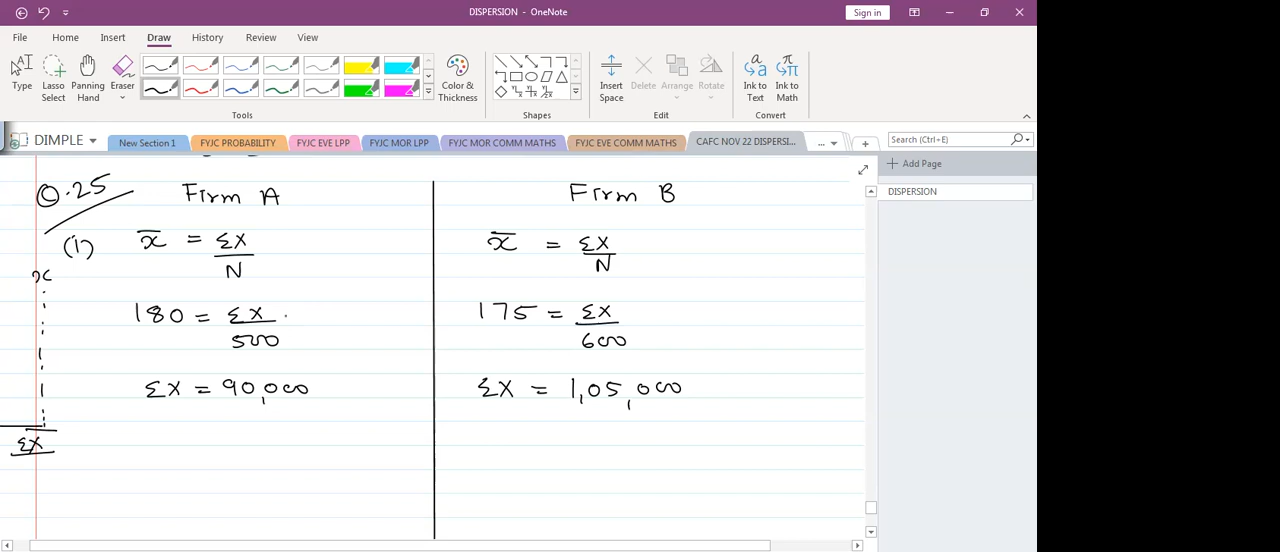 DISPERSION - OneNote
Sign in
File Home Insert Draw History Review View
Type Lasso Select Panning Hand Eraser Color & Thickness Insert Space Delete Arrange Rotate Ink to Text Ink to Math
Tools Shapes Edit Convert
DIMPLE New Section 1 FYJC PROBABILITY FYJC EVE LPP FYJC MOR LPP FYJC MOR COMM MATHS FYJC EVE COMM MATHS CAFC NOV 22 DISPERSI... ... Search (Ctrl+E)
Add Page
DISPERSION
Q.25 Firm A Firm B
(1) x̄ = ΣX/N x̄ = ΣX/N
x
180 = ΣX/500 175 = ΣX/600
ΣX = 90,000 ΣX = 1,05,000
ΣX